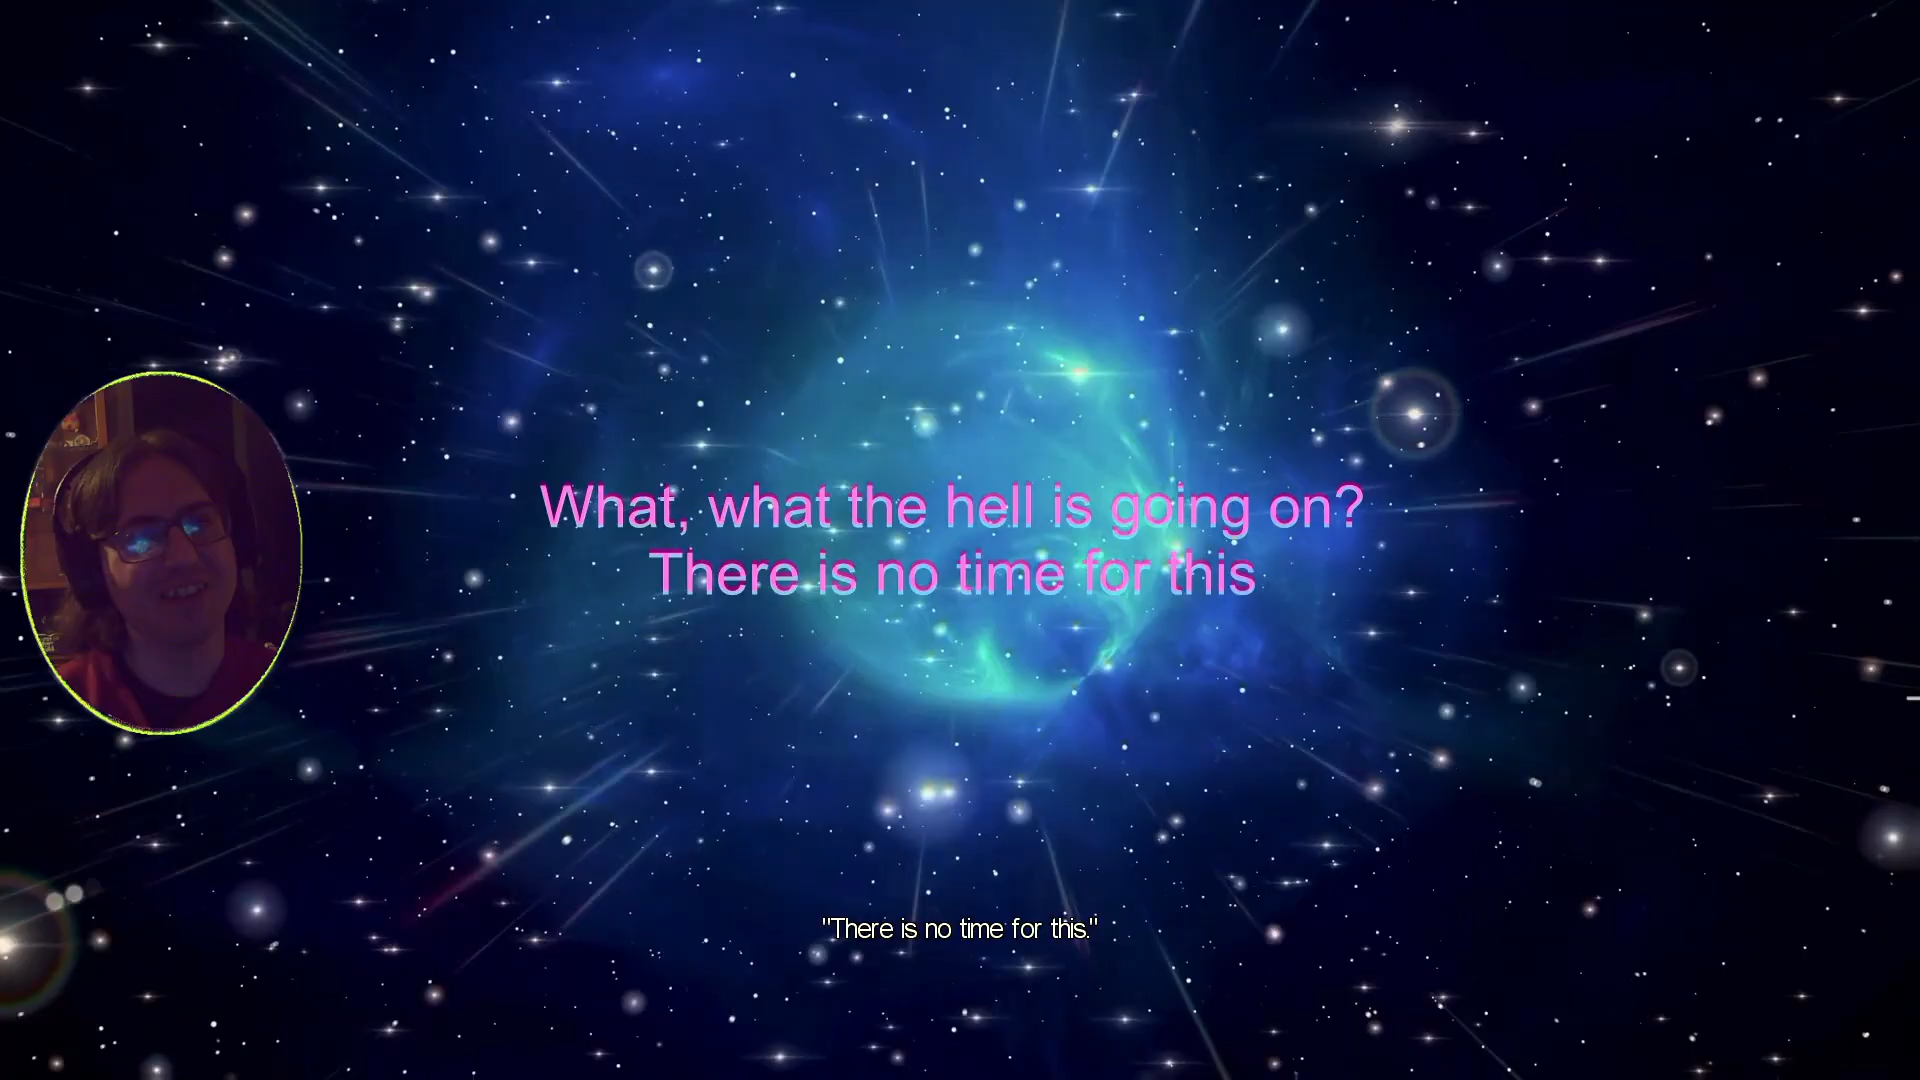 What, what the hell is going on?
There is no time for this
"There is no time for this."